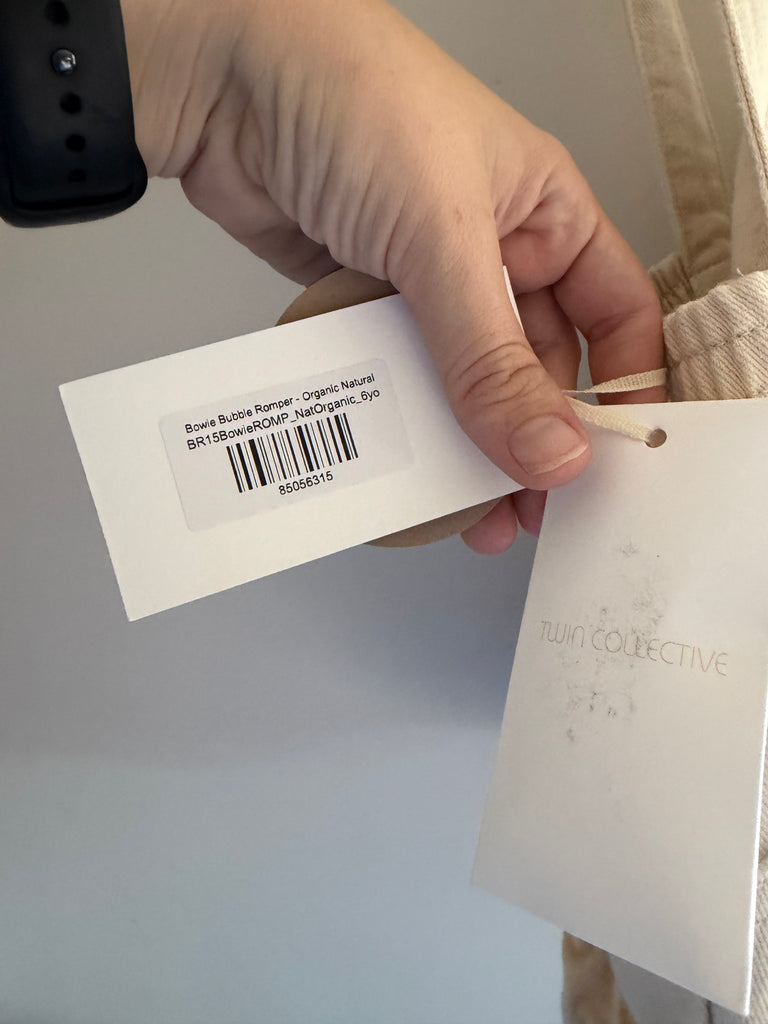 Bowie Bubble Romper - Organic Natural
BR15BowieROMP_NatOrganic_6yo
85056315
TWIN COLLECTIVE